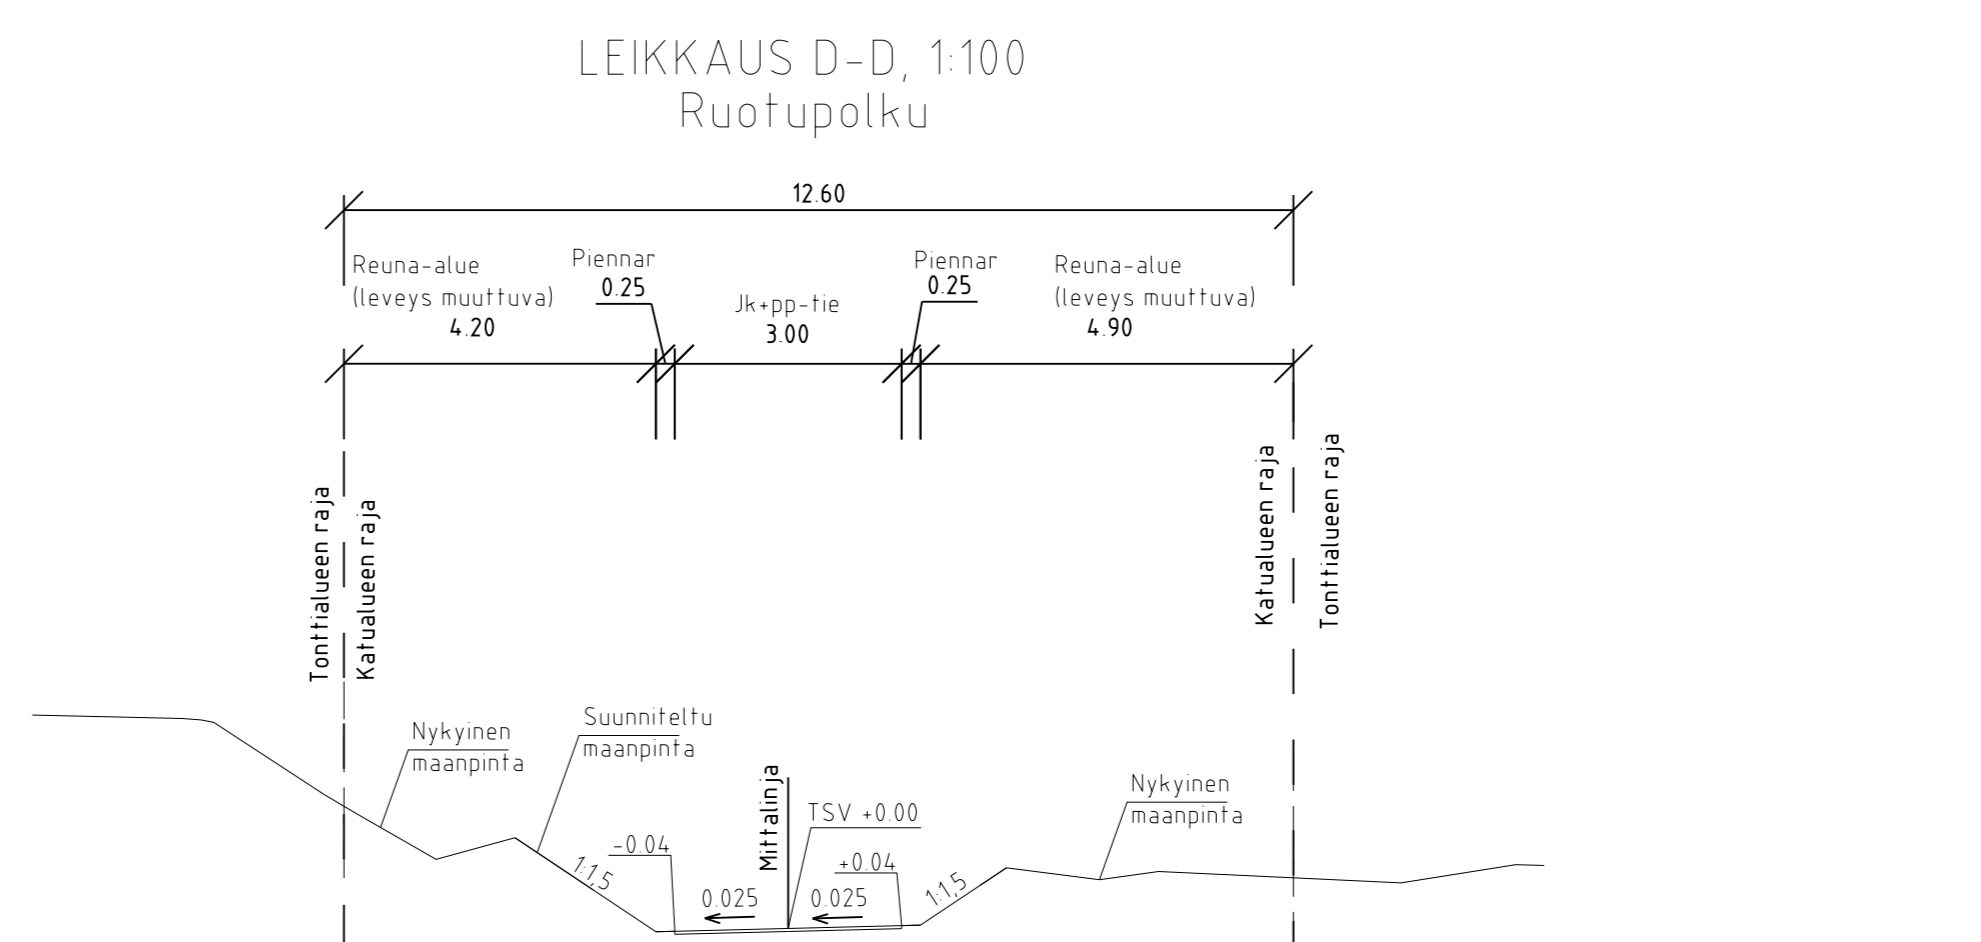 LEIKKAUS D-D, 1:100
Ruotupolku
12.60
Reuna-alue
(leveys muuttuva)
4.20
Piennar
0.25
Jk+pp-tie
3.00
Piennar
0.25
Reuna-alue
(leveys muuttuva)
4.90
Tonttialueen raja
Katualueen raja
Katualueen raja
Tonttialueen raja
Nykyinen
maanpinta
Suunniteltu
maanpinta
1:1,5
-0.04
0.025
Mittalinja
TSV +0.00
+0.04
0.025
1:1,5
Nykyinen
maanpinta